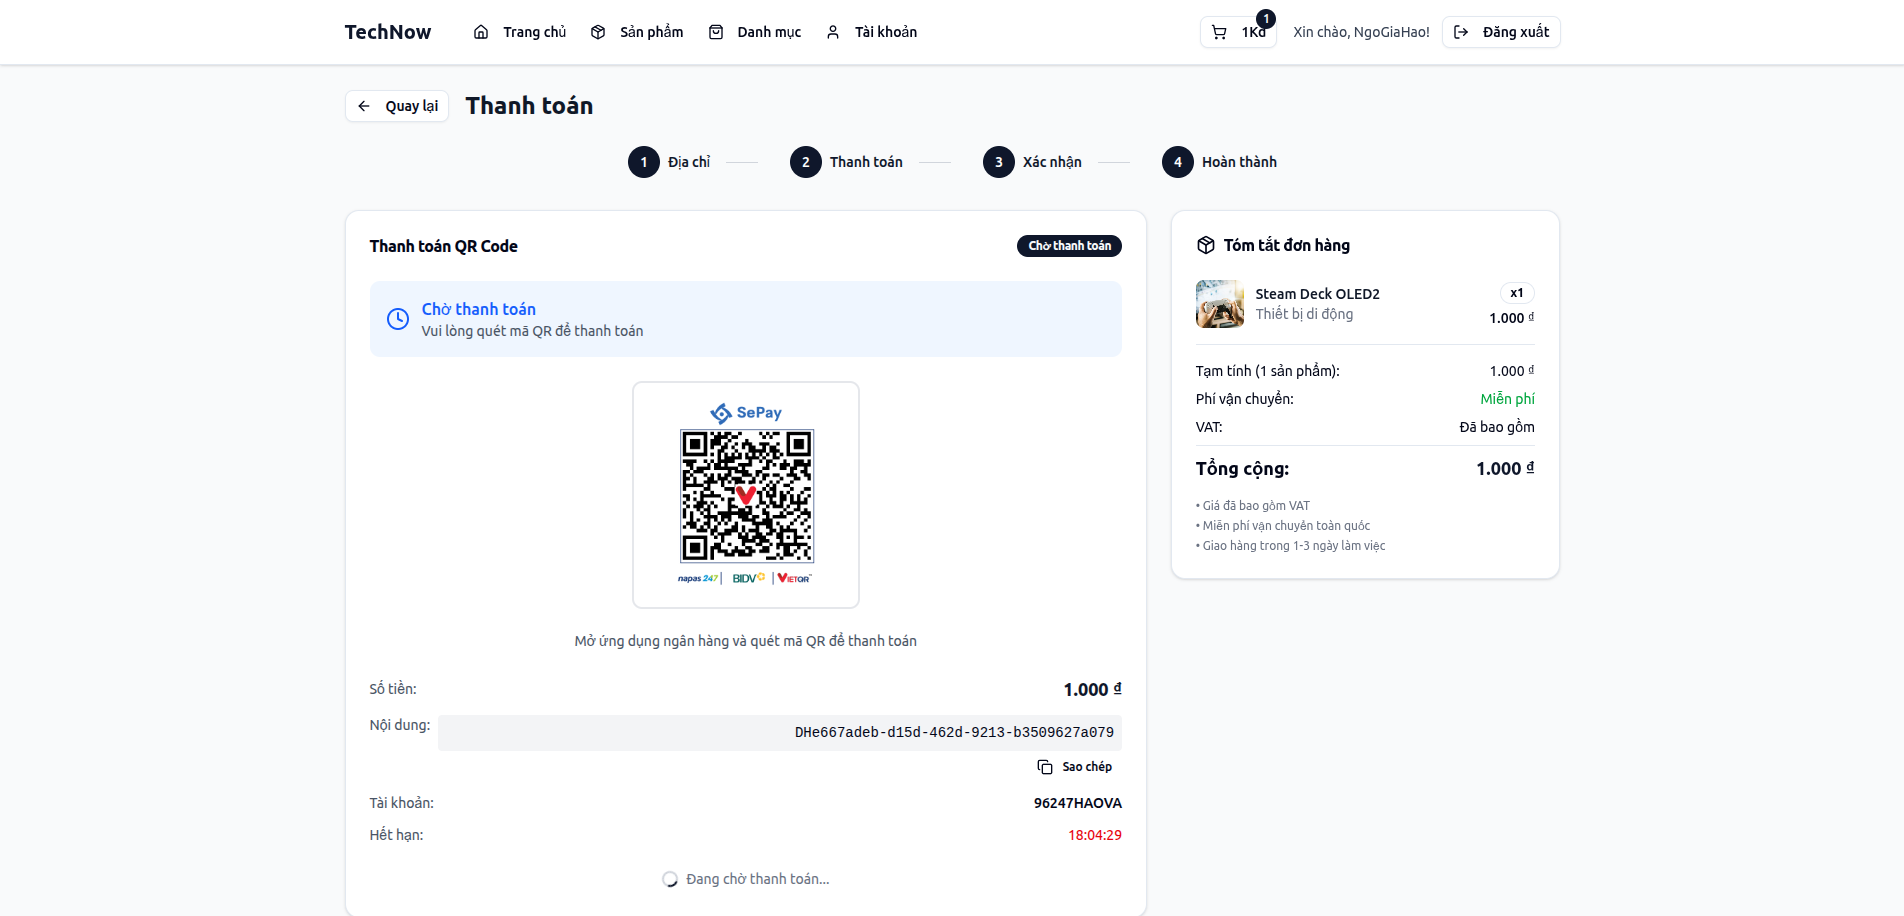 TechNow
Trang chủ
Sản phẩm
Danh mục
Tài khoản
1Kđ
1
Xin chào, NgoGiaHao!
Đăng xuất
Quay lại
Thanh toán
1 Địa chỉ
2 Thanh toán
3 Xác nhận
4 Hoàn thành
Thanh toán QR Code
Chờ thanh toán
Chờ thanh toán
Vui lòng quét mã QR để thanh toán
SePay
napas 247 | BIDV | VIETQR™
Mở ứng dụng ngân hàng và quét mã QR để thanh toán
Số tiền: 1.000 ₫
Nội dung: DHe667adeb-d15d-462d-9213-b3509627a079
Sao chép
Tài khoản: 96247HAOVA
Hết hạn: 18:04:29
Đang chờ thanh toán...
Tóm tắt đơn hàng
Steam Deck OLED2 x1
Thiết bị di động 1.000 ₫
Tạm tính (1 sản phẩm): 1.000 ₫
Phí vận chuyển: Miễn phí
VAT: Đã bao gồm
Tổng cộng: 1.000 ₫
• Giá đã bao gồm VAT
• Miễn phí vận chuyển toàn quốc
• Giao hàng trong 1-3 ngày làm việc